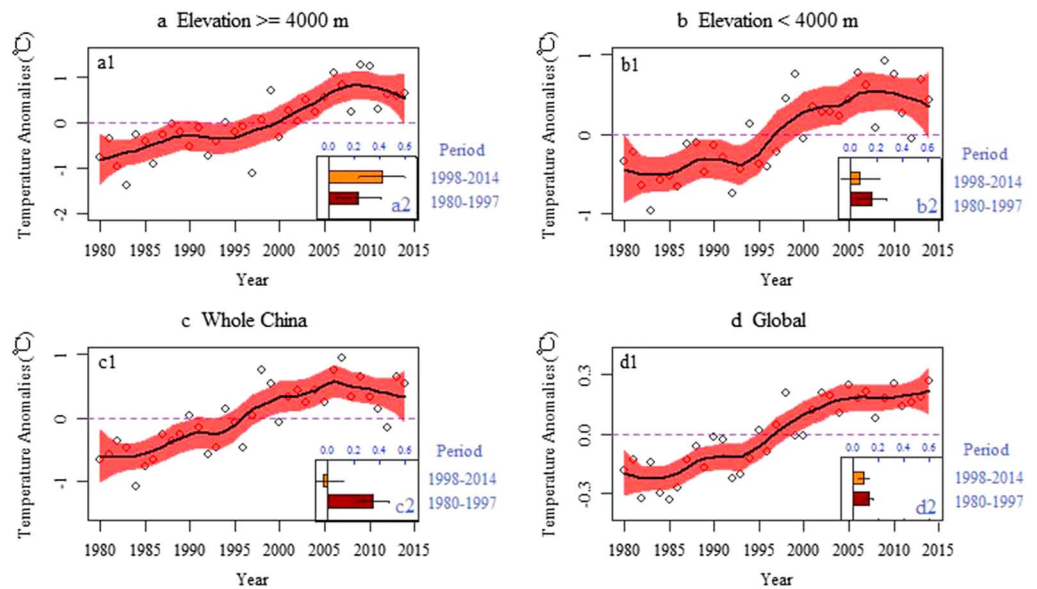 a Elevation >= 4000 m
b Elevation < 4000 m
Temperature Anomalies(℃)
1
0
-1
-2
a1
0.0 0.2 0.4 0.6
a2
Period
1998-2014
1980-1997
1980 1985 1990 1995 2000 2005 2010 2015
Year
Temperature Anomalies(℃)
1
0
-1
b1
0.0 0.2 0.4 0.6
b2
Period
1998-2014
1980-1997
1980 1985 1990 1995 2000 2005 2010 2015
Year
c Whole China
d Global
Temperature Anomalies(℃)
1
0
-1
c1
0.0 0.2 0.4 0.6
c2
Period
1998-2014
1980-1997
1980 1985 1990 1995 2000 2005 2010 2015
Year
Temperature Anomalies(℃)
0.3
0.0
-0.3
d1
0.0 0.2 0.4 0.6
d2
Period
1998-2014
1980-1997
1980 1985 1990 1995 2000 2005 2010 2015
Year